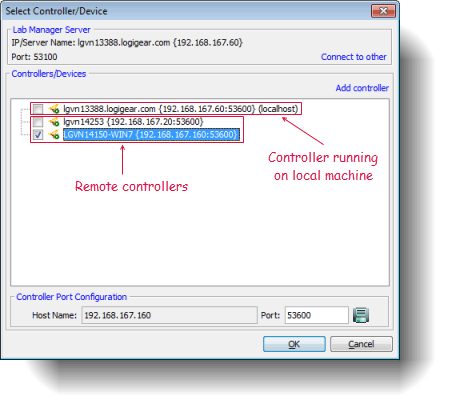 Select Controller/Device
Lab Manager Server
IP/Server Name: lgvn13388.logigear.com {192.168.167.60}
Port: 53100
Connect to other
Controllers/Devices
Add controller
lgvn13388.logigear.com {192.168.167.60:53600} (localhost)
lgvn14253 {192.168.167.20:53600}
LGVN14150-WIN7 {192.168.167.160:53600}
Controller running
on local machine
Remote controllers
Controller Port Configuration
Host Name: 192.168.167.160 Port: 53600
OK Cancel